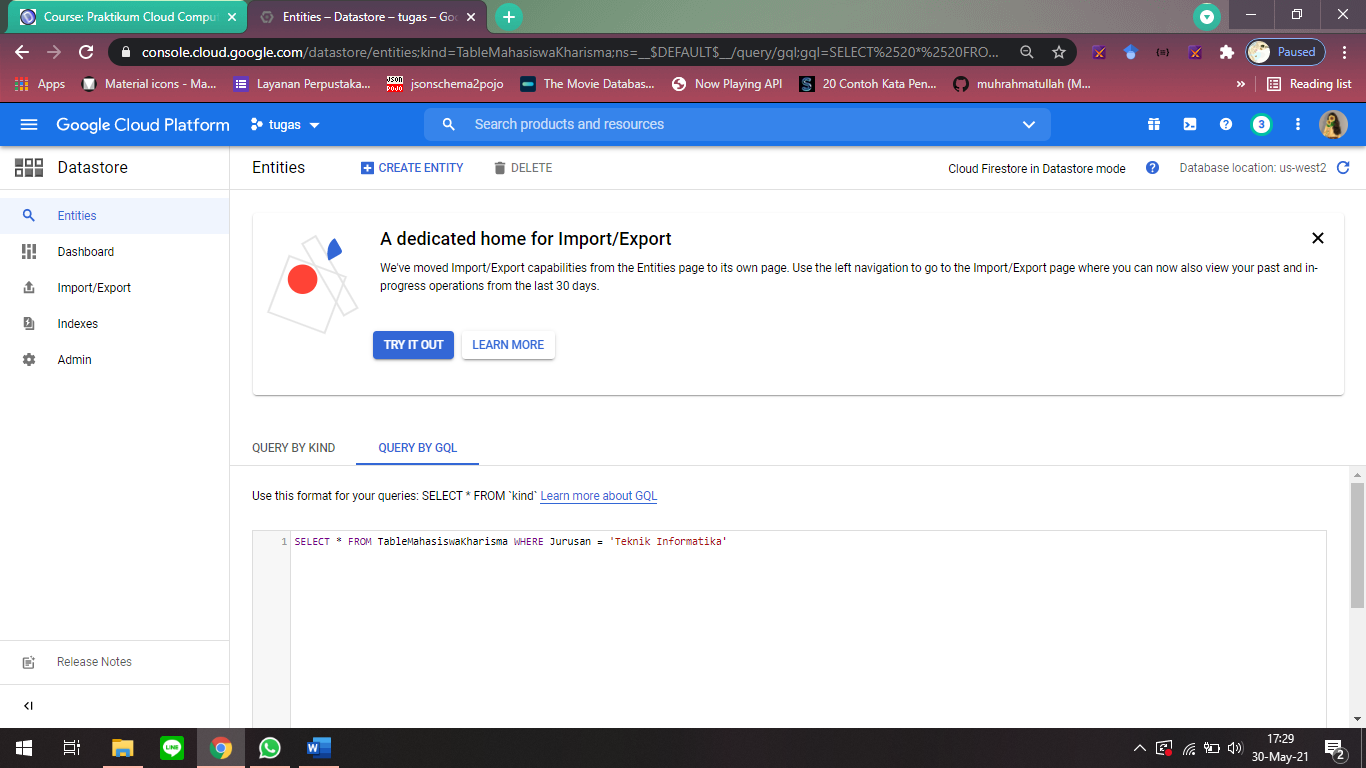 Course: Praktikum Cloud Comput
Entities – Datastore – tugas – Goo
console.cloud.google.com/datastore/entities;kind=TableMahasiswaKharisma;ns=__$DEFAULT$__/query/gql;gql=SELECT%2520*%2520FRO...
Paused
Apps
Material icons - Ma...
Layanan Perpustaka...
JSON POJO
jsonschema2pojo
The Movie Databas...
Now Playing API
20 Contoh Kata Pen...
muhrahmatullah (M...
»
Reading list
Google Cloud Platform
tugas
Search products and resources
3
Datastore
Entities
CREATE ENTITY
DELETE
Cloud Firestore in Datastore mode
Database location: us-west2
Entities
Dashboard
Import/Export
Indexes
Admin
Release Notes
A dedicated home for Import/Export
We've moved Import/Export capabilities from the Entities page to its own page. Use the left navigation to go to the Import/Export page where you can now also view your past and in-
progress operations from the last 30 days.
TRY IT OUT
LEARN MORE
QUERY BY KIND
QUERY BY GQL
Use this format for your queries: SELECT * FROM `kind` Learn more about GQL
1 SELECT * FROM TableMahasiswaKharisma WHERE Jurusan = 'Teknik Informatika'
LINE
17:29
30-May-21
2